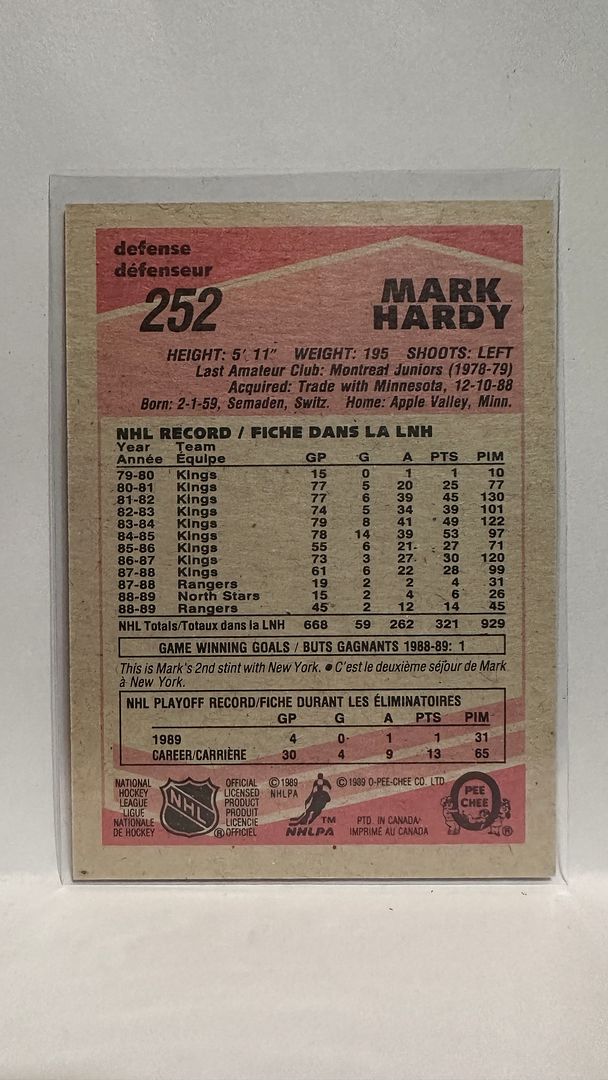 defense
défenseur
252
MARK
HARDY
HEIGHT: 5' 11" WEIGHT: 195 SHOOTS: LEFT
Last Amateur Club: Montreal Juniors (1978-79)
Acquired: Trade with Minnesota, 12-10-88
Born: 2-1-59, Semaden, Switz. Home: Apple Valley, Minn.
NHL RECORD / FICHE DANS LA LNH
Year Team
Année Équipe GP G A PTS PIM
79-80 Kings 15 0 1 1 10
80-81 Kings 77 5 20 25 77
81-82 Kings 77 6 39 45 130
82-83 Kings 74 5 34 39 101
83-84 Kings 79 8 41 49 122
84-85 Kings 78 14 39 53 97
85-86 Kings 55 6 21 27 71
86-87 Kings 73 3 27 30 120
87-88 Kings 61 6 22 28 99
87-88 Rangers 19 2 2 4 31
88-89 North Stars 15 2 4 6 26
88-89 Rangers 45 2 12 14 45
NHL Totals/Totaux dans la LNH 668 59 262 321 929
GAME WINNING GOALS / BUTS GAGNANTS 1988-89: 1
This is Mark's 2nd stint with New York. ● C'est le deuxième séjour de Mark
à New York.
NHL PLAYOFF RECORD/FICHE DURANT LES ÉLIMINATOIRES
GP G A PTS PIM
1989 4 0 1 1 31
CAREER/CARRIÈRE 30 4 9 13 65
NATIONAL
HOCKEY
LEAGUE
LIGUE
NATIONALE
DE HOCKEY
NHL
®
OFFICIAL
LICENSED
PRODUCT
PRODUIT
LICENCIE
OFFICIEL
© 1989
NHLPA
TM
NHLPA
© 1989 O-PEE-CHEE CO. LTD.
PTD. IN CANADA
IMPRIMÉ AU CANADA
O
PEE
CHEE
®